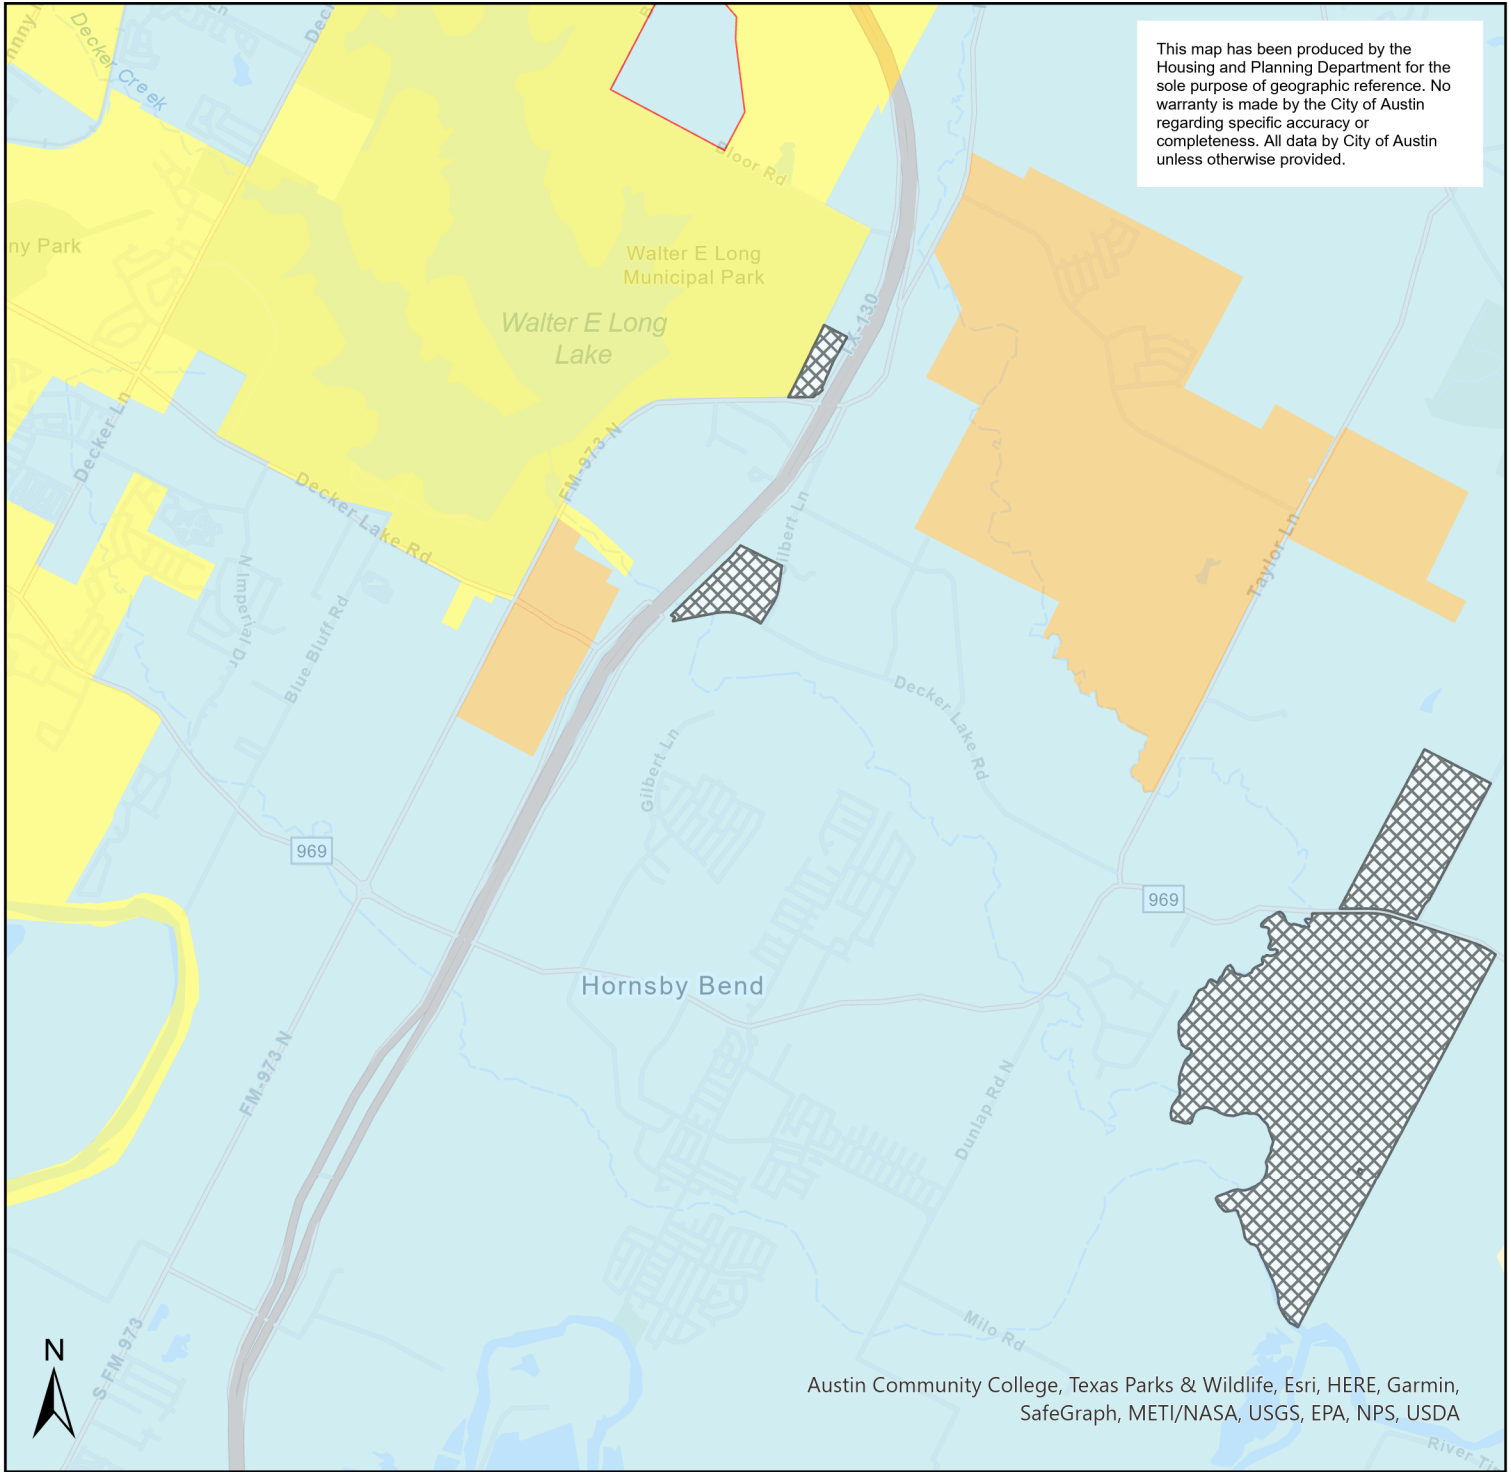 This map has been produced by the
Housing and Planning Department for the
sole purpose of geographic reference. No
warranty is made by the City of Austin
regarding specific accuracy or
completeness. All data by City of Austin
unless otherwise provided.
Decker Creek
Bloor Rd
ny Park
Walter E Long
Municipal Park
Walter E Long
Lake
TX-130
Decker Ln
FM-973 N
Decker Lake Rd
Gilbert Ln
Taylor Ln
N Imperial Dr
Blue Bluff Rd
Decker Lake Rd
Gilbert Ln
969
969
Hornsby Bend
FM-973 N
Dunlap Rd N
Milo Rd
S FM-973
N
Austin Community College, Texas Parks & Wildlife, Esri, HERE, Garmin,
SafeGraph, METI/NASA, USGS, EPA, NPS, USDA
River